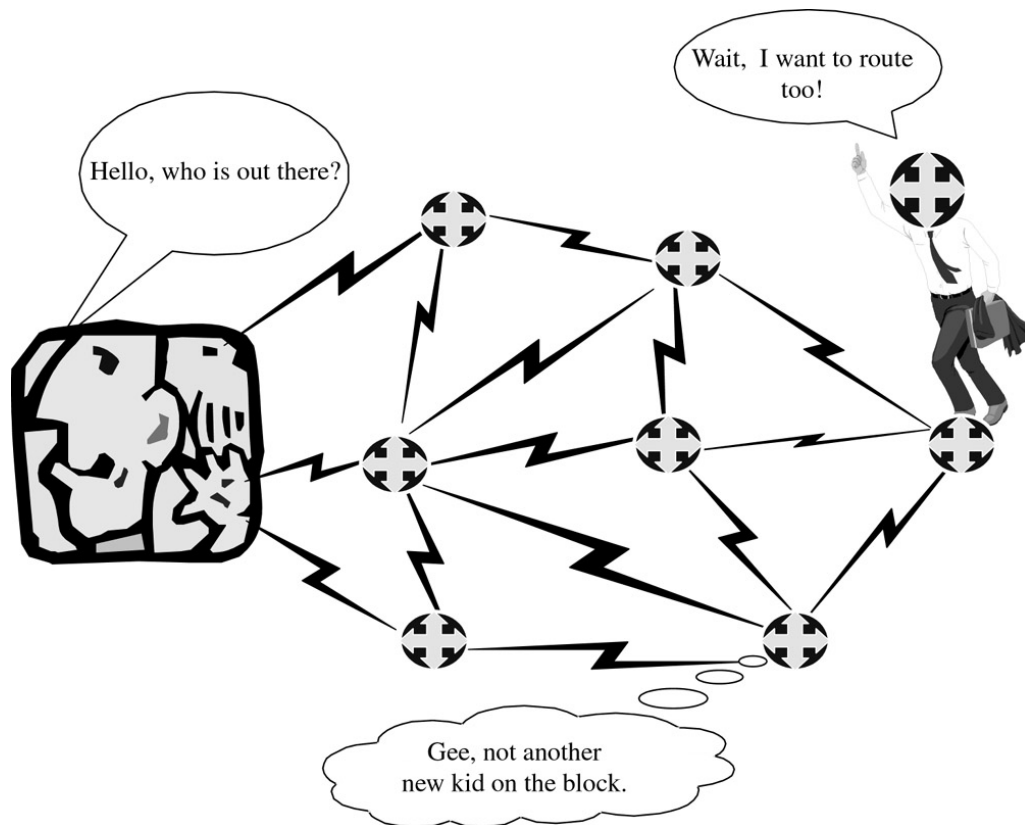 Wait, I want to route
too!
Hello, who is out there?
Gee, not another
new kid on the block.